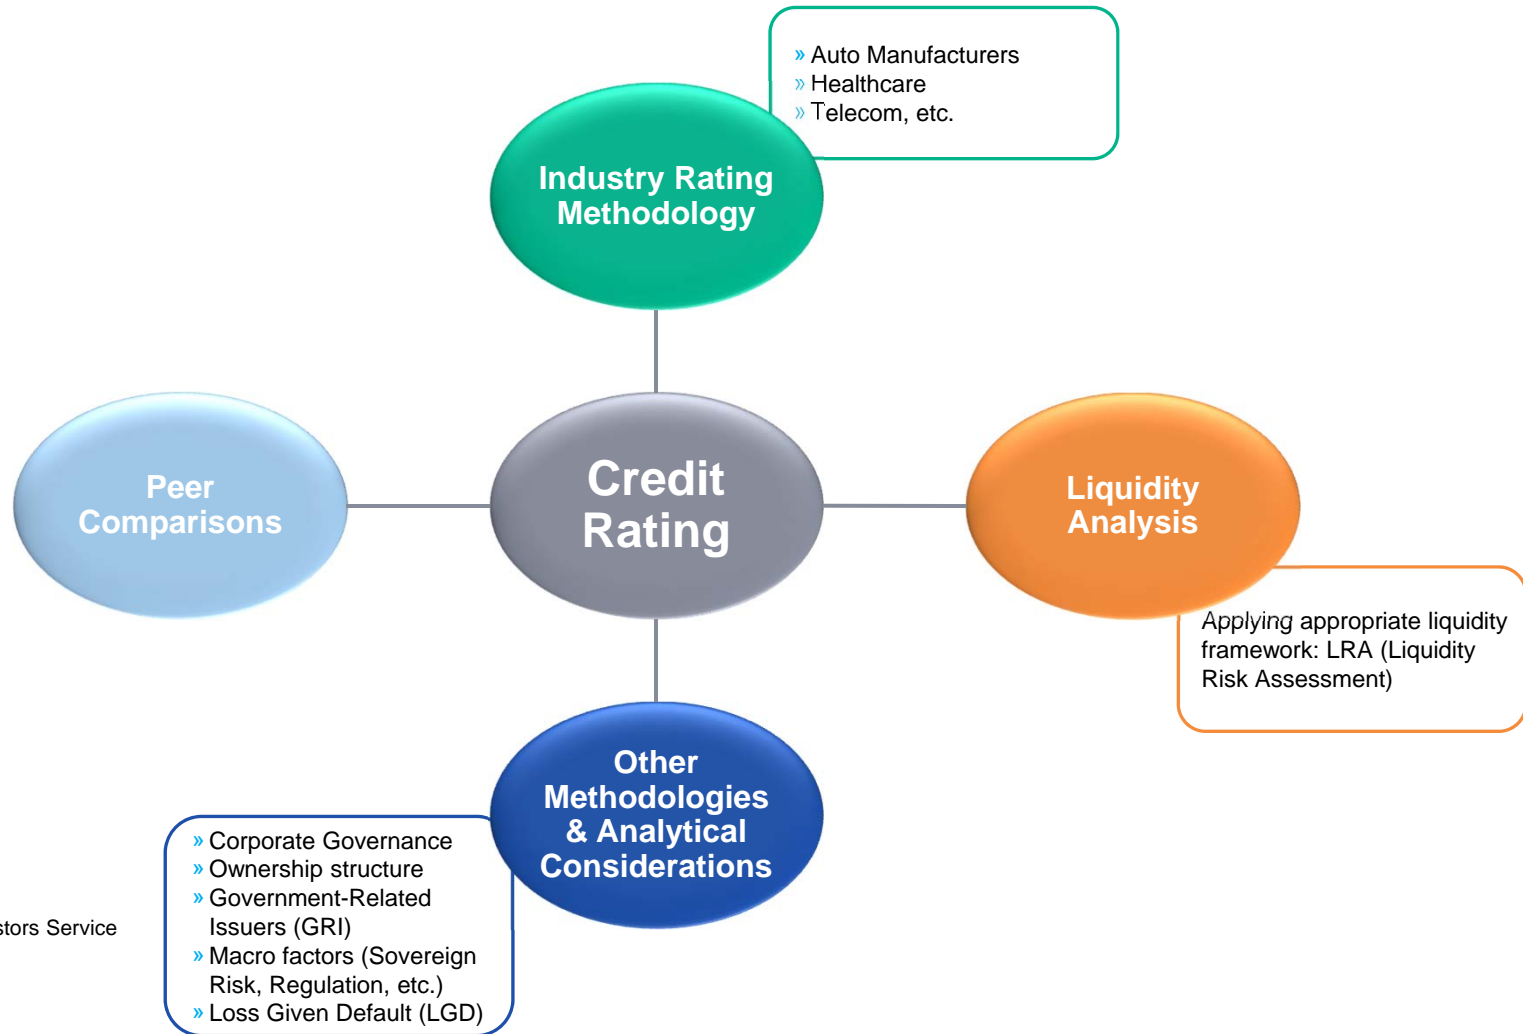 » Auto Manufacturers
» Healthcare
» Telecom, etc.
Industry Rating
Methodology
Peer
Comparisons
Credit
Rating
Liquidity
Analysis
Applying appropriate liquidity
framework: LRA (Liquidity
Risk Assessment)
Other
Methodologies
& Analytical
Considerations
» Corporate Governance
» Ownership structure
» Government-Related
Issuers (GRI)
» Macro factors (Sovereign
Risk, Regulation, etc.)
» Loss Given Default (LGD)
stors Service